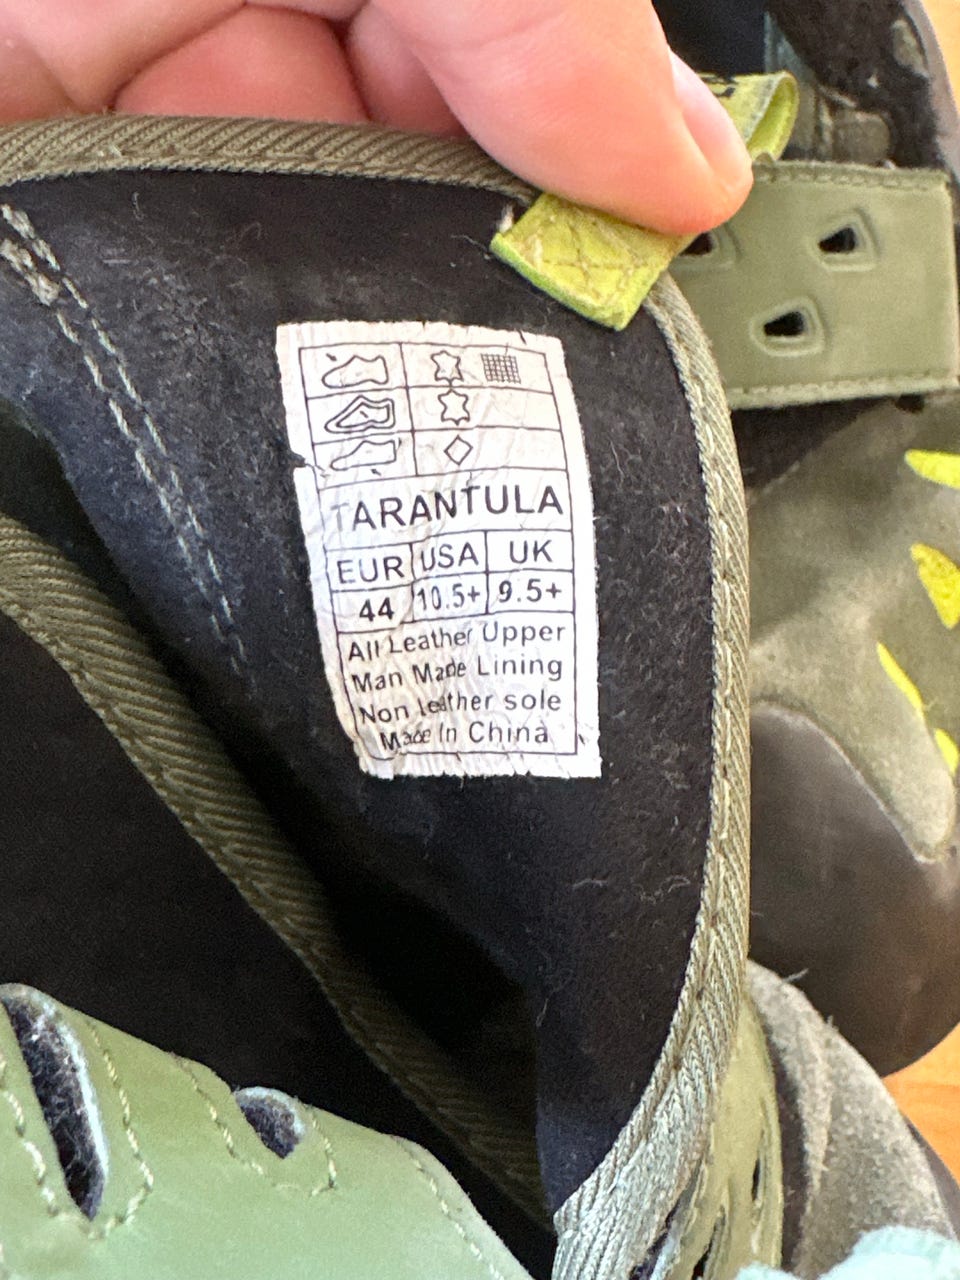 TARANTULA
EUR USA UK
44 10.5+ 9.5+
All Leather Upper
Man Made Lining
Non leather sole
Made In China